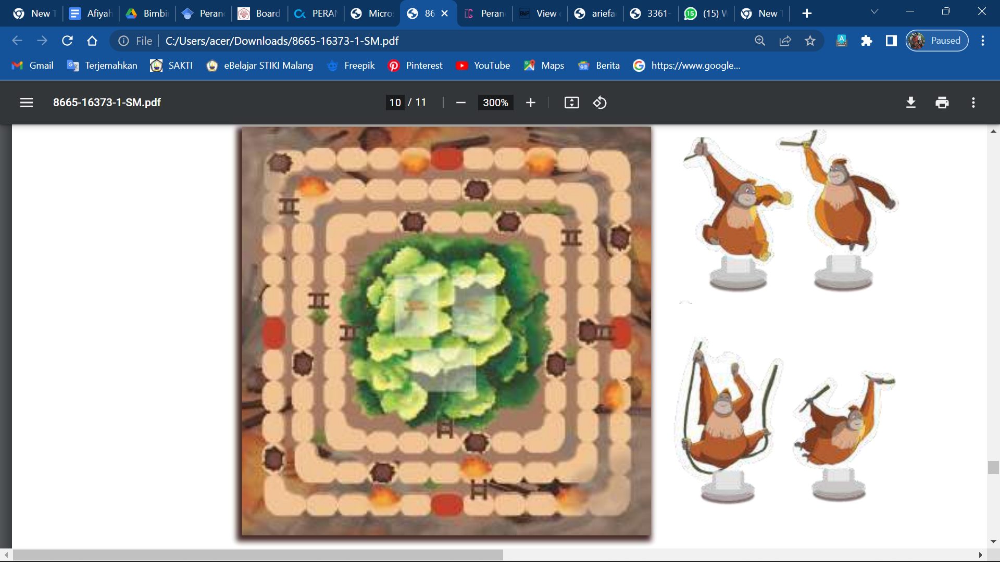 New T
Afiyah
Bimbi
Peran
Board
PERAN
Micro
86
Peran
View
ariefa
3361-
(15) W
New T
File
C:/Users/acer/Downloads/8665-16373-1-SM.pdf
Paused
Gmail
Terjemahkan
SAKTI
eBelajar STIKI Malang
Freepik
Pinterest
YouTube
Maps
Berita
https://www.google...
8665-16373-1-SM.pdf
10 / 11
300%